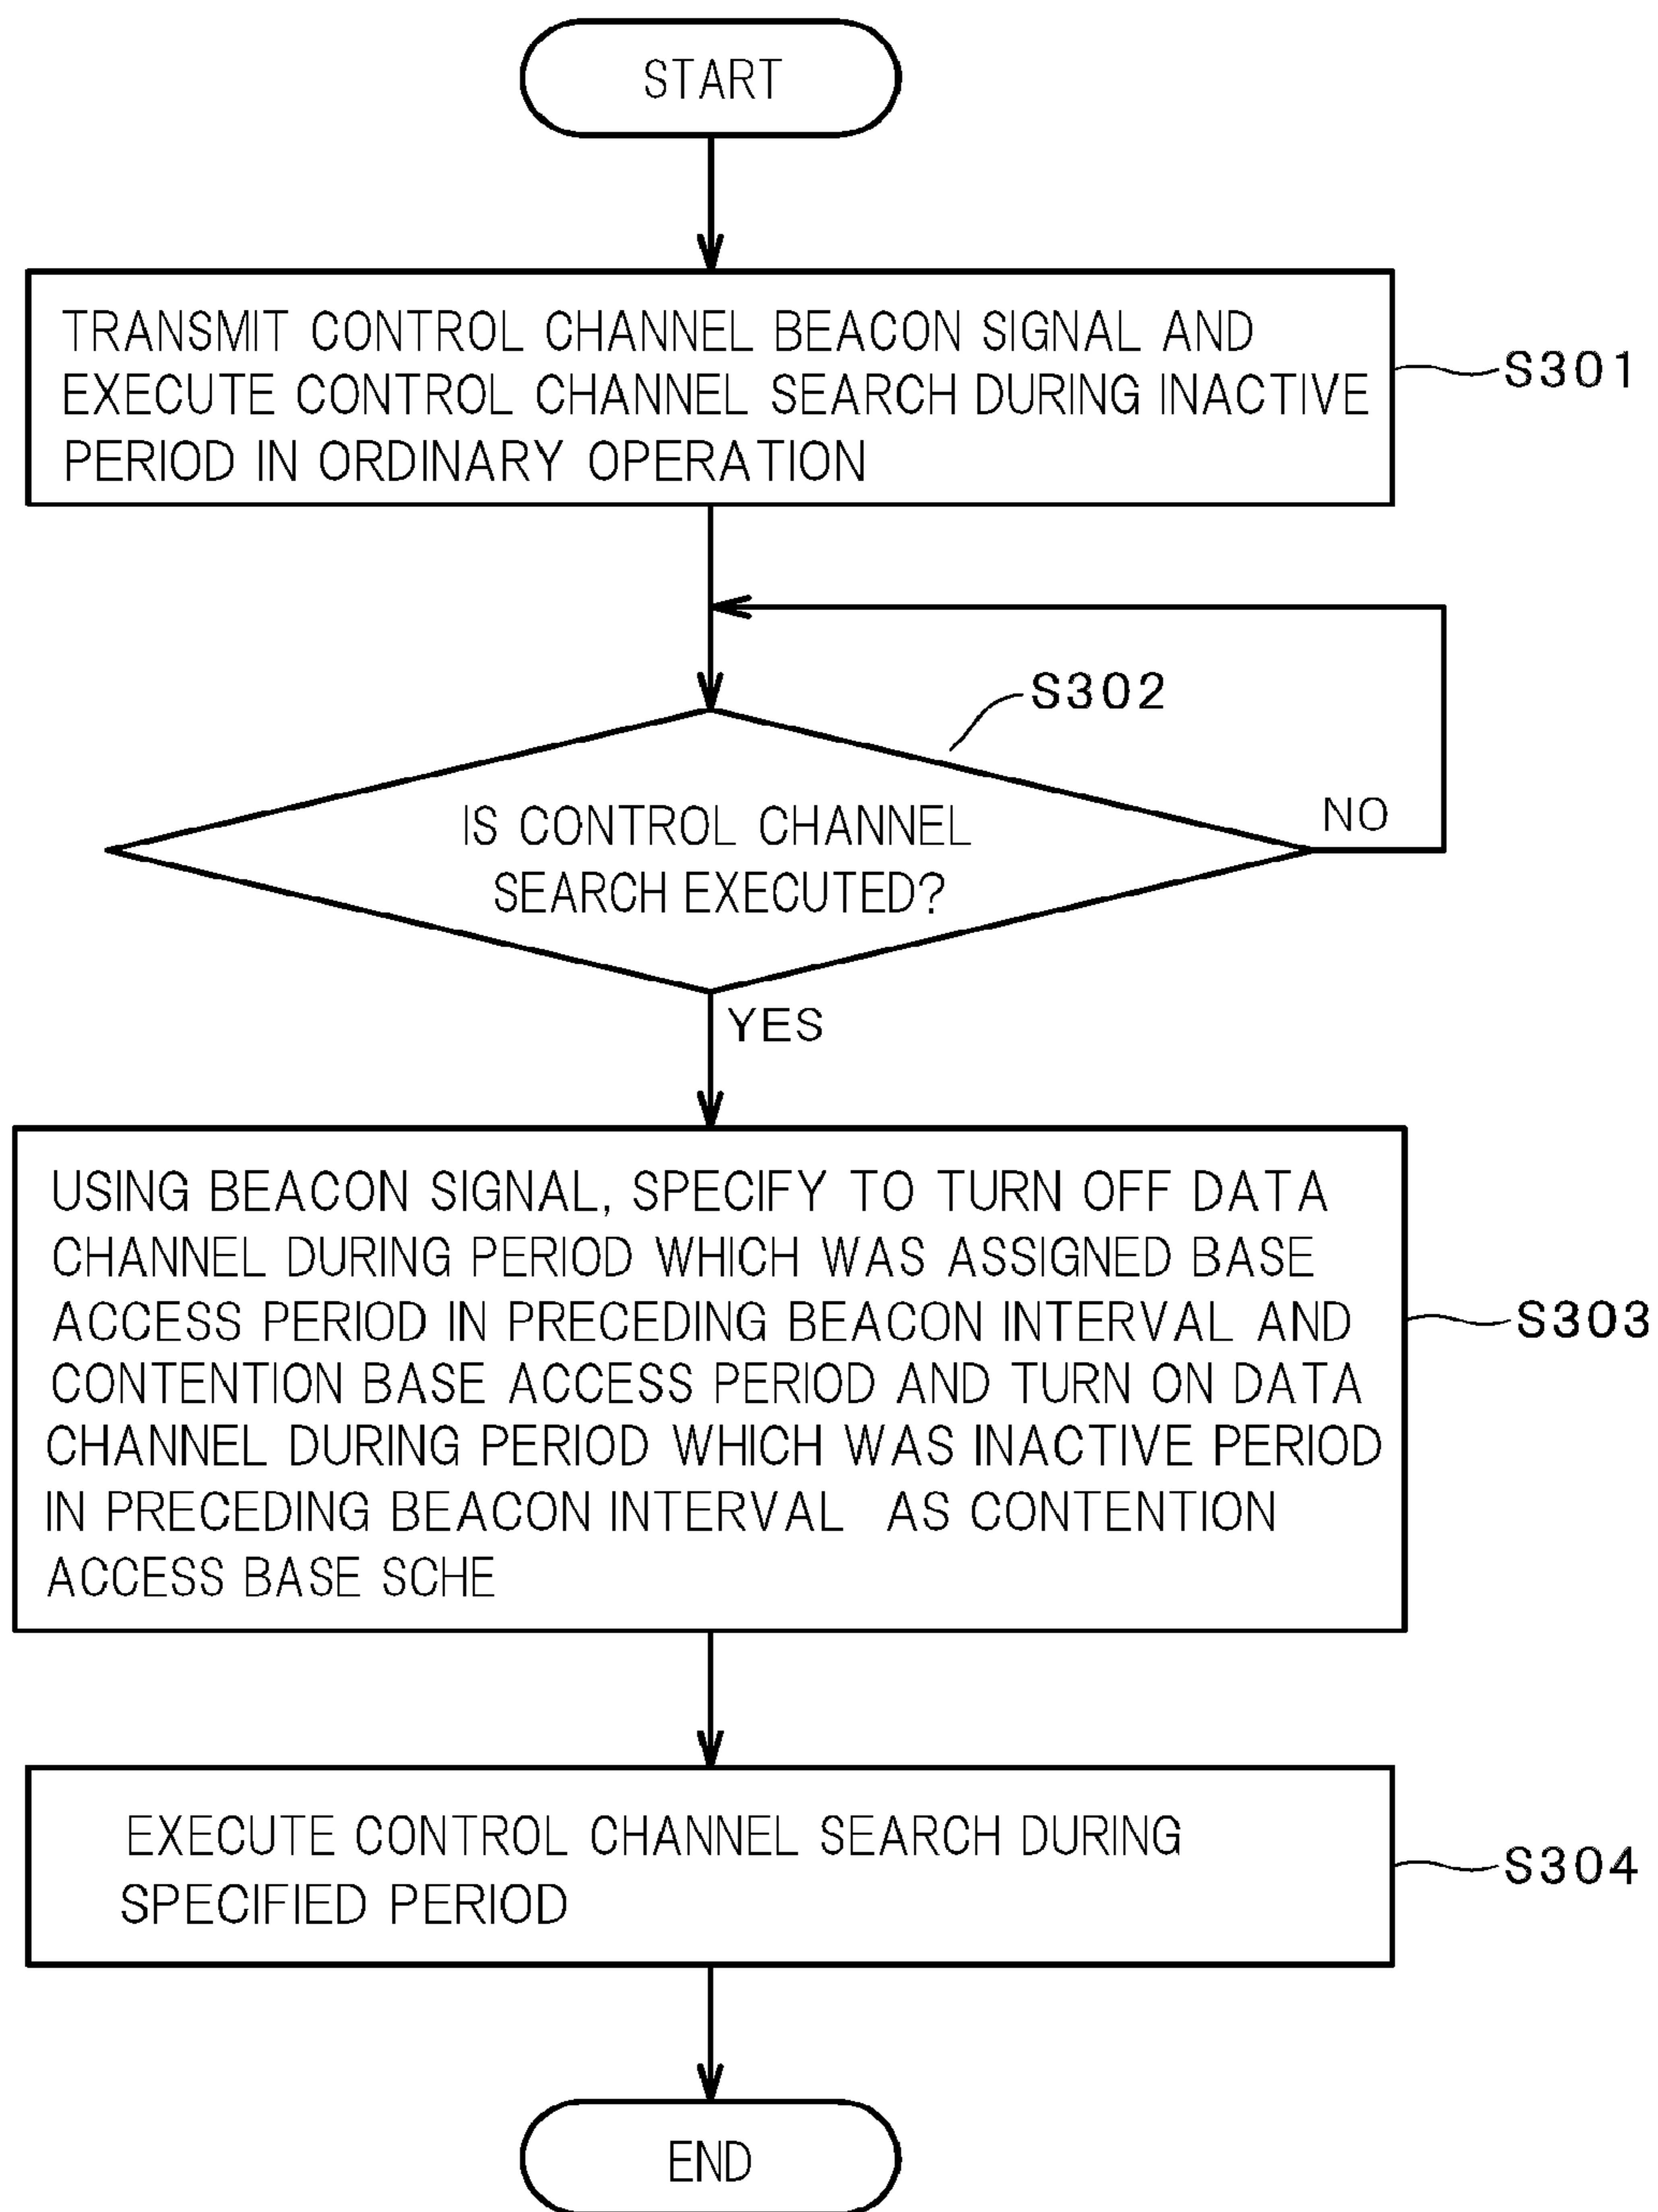 START
TRANSMIT CONTROL CHANNEL BEACON SIGNAL AND
EXECUTE CONTROL CHANNEL SEARCH DURING INACTIVE
PERIOD IN ORDINARY OPERATION
S301
S302
IS CONTROL CHANNEL
SEARCH EXECUTED?
NO
YES
USING BEACON SIGNAL, SPECIFY TO TURN OFF DATA
CHANNEL DURING PERIOD WHICH WAS ASSIGNED BASE
ACCESS PERIOD IN PRECEDING BEACON INTERVAL AND
CONTENTION BASE ACCESS PERIOD AND TURN ON DATA
CHANNEL DURING PERIOD WHICH WAS INACTIVE PERIOD
IN PRECEDING BEACON INTERVAL AS CONTENTION
ACCESS BASE SCHE
S303
EXECUTE CONTROL CHANNEL SEARCH DURING
SPECIFIED PERIOD
S304
END